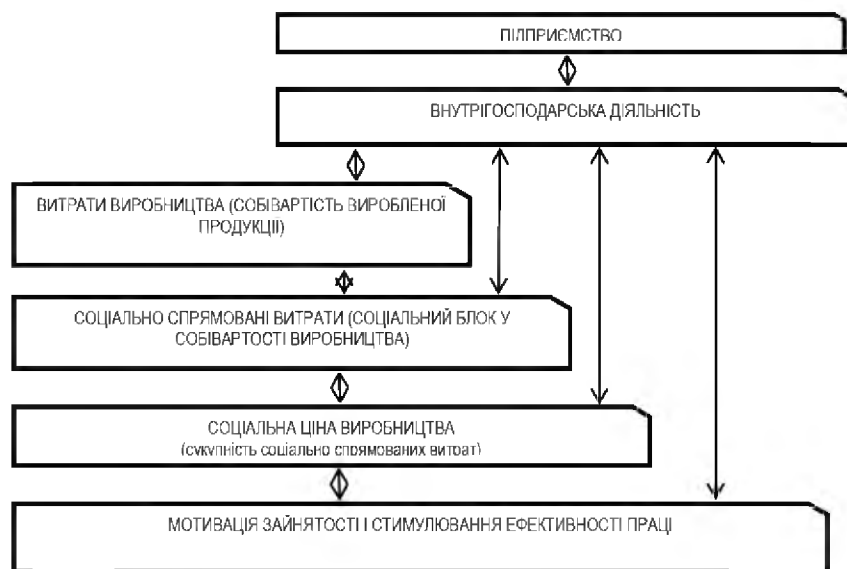 ПІДПРИЄМСТВО
ВНУТРІГОСПОДАРСЬКА ДІЯЛЬНІСТЬ
ВИТРАТИ ВИРОБНИЦТВА (СОБІВАРТІСТЬ ВИРОБЛЕНОЇ
ПРОДУКЦІЇ)
СОЦІАЛЬНО СПРЯМОВАНІ ВИТРАТИ (СОЦІАЛЬНИЙ БЛОК У
СОБІВАРТОСТІ ВИРОБНИЦТВА)
СОЦІАЛЬНА ЦІНА ВИРОБНИЦТВА
(сукупність соціально спрямованих витрат)
МОТИВАЦІЯ ЗАЙНЯТОСТІ І СТИМУЛЮВАННЯ ЕФЕКТИВНОСТІ ПРАЦІ